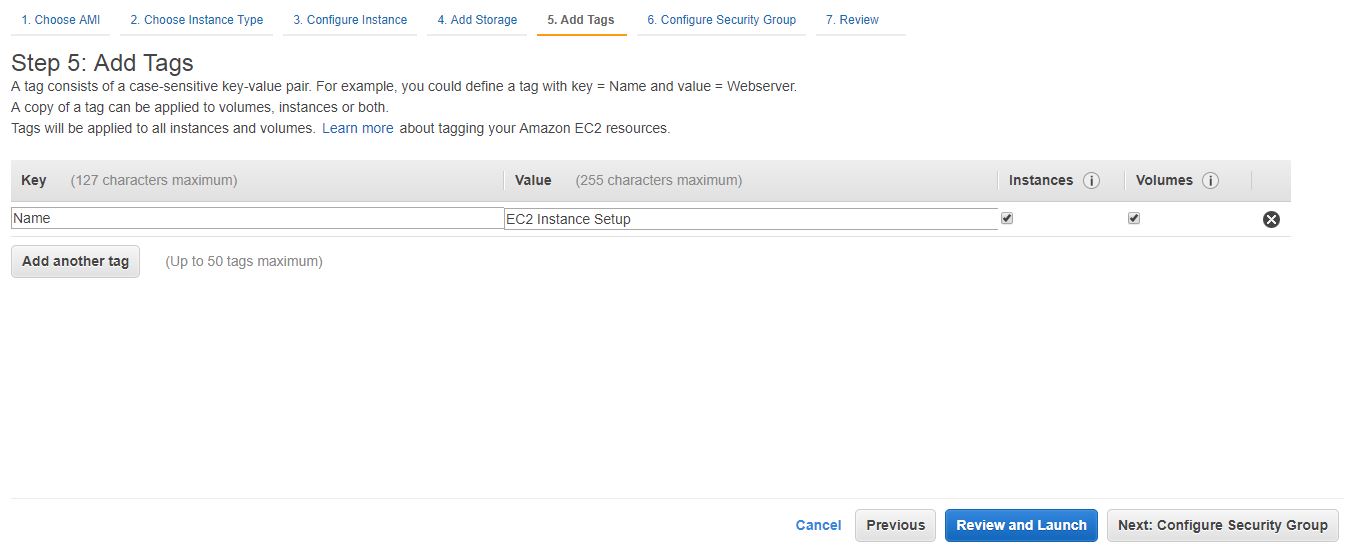 1. Choose AMI 2. Choose Instance Type 3. Configure Instance 4. Add Storage 5. Add Tags 6. Configure Security Group 7. Review
Step 5: Add Tags
A tag consists of a case-sensitive key-value pair. For example, you could define a tag with key = Name and value = Webserver.
A copy of a tag can be applied to volumes, instances or both.
Tags will be applied to all instances and volumes. Learn more about tagging your Amazon EC2 resources.
Key (127 characters maximum) Value (255 characters maximum) Instances i Volumes i
Name EC2 Instance Setup
Add another tag (Up to 50 tags maximum)
Cancel Previous Review and Launch Next: Configure Security Group